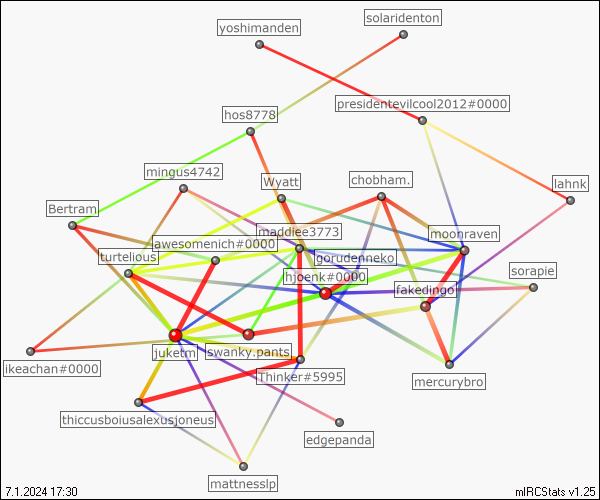 solaridenton
yoshimanden
presidentevilcool2012#0000
hos8778
mingus4742
Wyatt
chobham.
lahnk
Bertram
maddiee3773
moonraven
awesomenich#0000
turtelious
gorudenneko
sorapie
hjoenk#0000
fakedingo
juketm
swanky.pants
ikeachan#0000
Thinker#5995
mercurybro
thiccusboiusalexusjoneus
edgepanda
mattnesslp
7.1.2024 17:30
mIRCStats v1.25